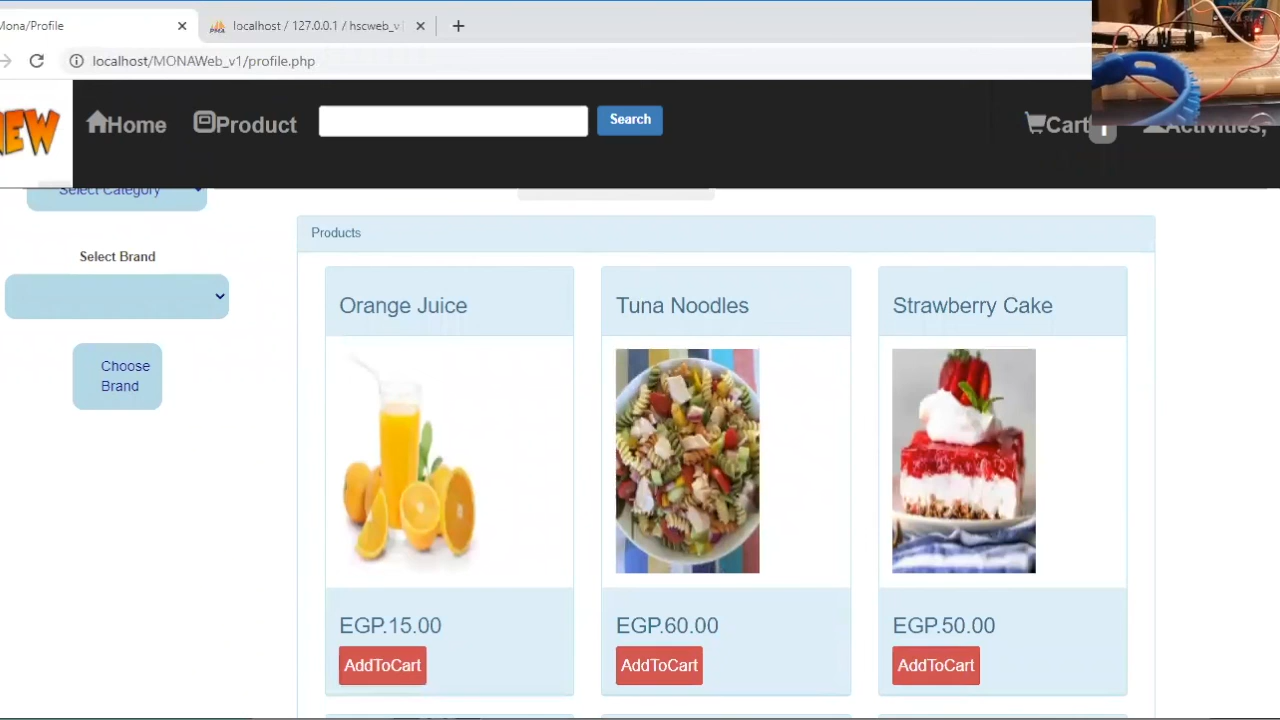 Mona/Profile
localhost / 127.0.0.1 / hscweb_v
localhost/MONAWeb_v1/profile.php
Home
Product
Search
Cart
Activities,
Select Category
Products
Select Brand
Choose
Brand
Orange Juice
Tuna Noodles
Strawberry Cake
EGP.15.00
EGP.60.00
EGP.50.00
AddToCart
AddToCart
AddToCart